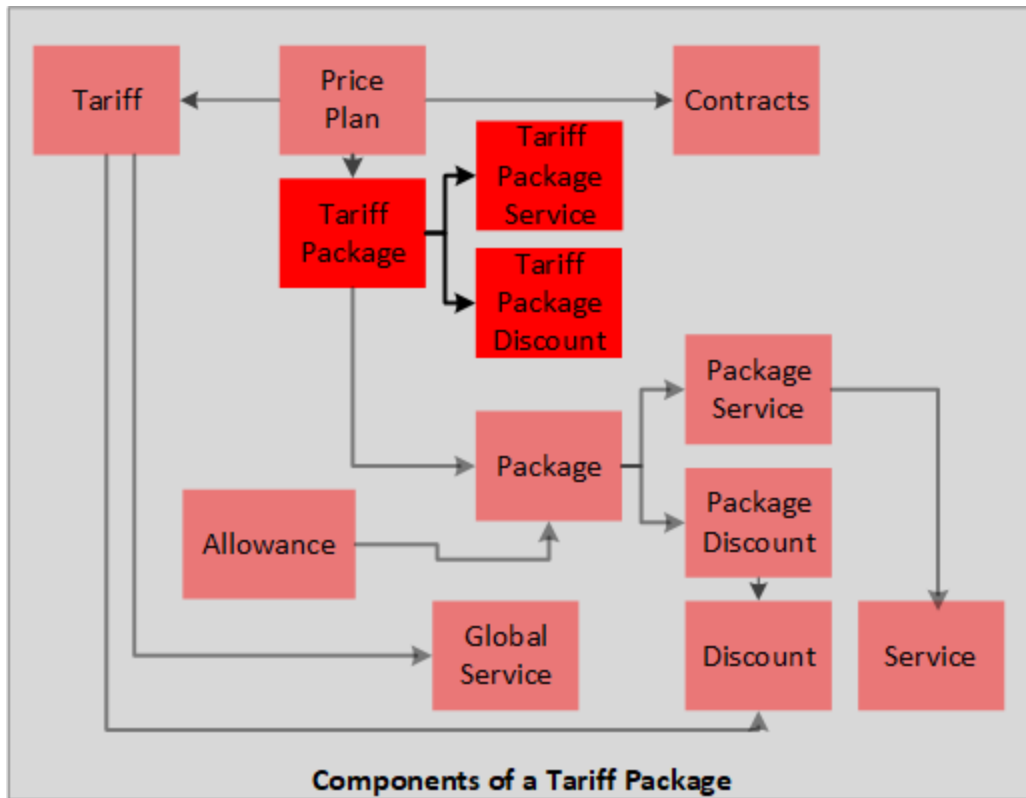 Tariff
Price
Plan
Contracts
Tariff
Package
Service
Tariff
Package
Tariff
Package
Discount
Package
Service
Package
Package
Discount
Allowance
Global
Service
Discount
Service
Components of a Tariff Package